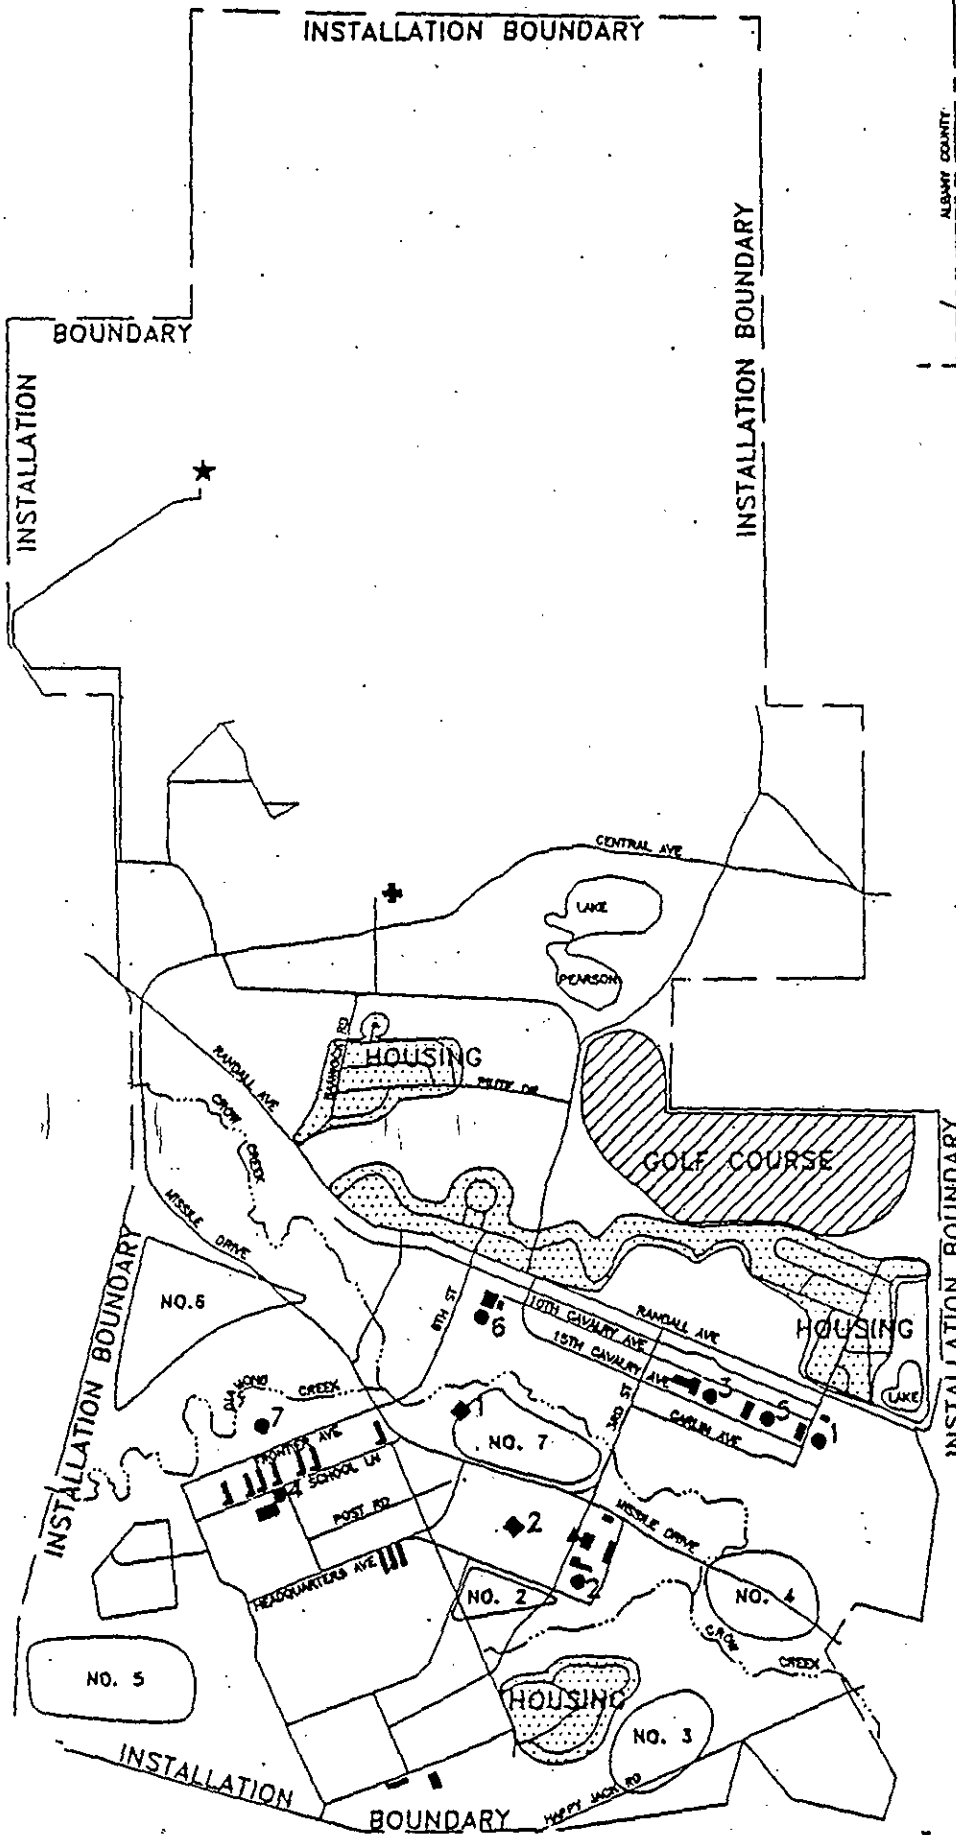 INSTALLATION BOUNDARY
ALBANY COUNTY
INSTALLATION BOUNDARY
BOUNDARY
INSTALLATION
CENTRAL AVE
LAKE
PEARSON
RANDALL AVE
HOUSING
PIUTE DR
CROW
CREEK
GOLF COURSE
INSTALLATION BOUNDARY
MISSILE
DRIVE
INSTALLATION BOUNDARY
NO.6
8TH ST
6
10TH CAVALRY AVE
RANDALL AVE
15TH CAVALRY AVE
HOUSING
3
LAKE
3RD ST
5
CARLIN AVE
1
DIAMOND
CREEK
7
1
NO. 7
FRONTIER AVE
SCHOOL LN
4
POST RD
2
MISSILE DRIVE
HEADQUARTERS AVE
2
NO. 2
NO. 4
CROW
CREEK
NO. 5
HOUSING
NO. 3
INSTALLATION
BOUNDARY
HAPPY JACK RD